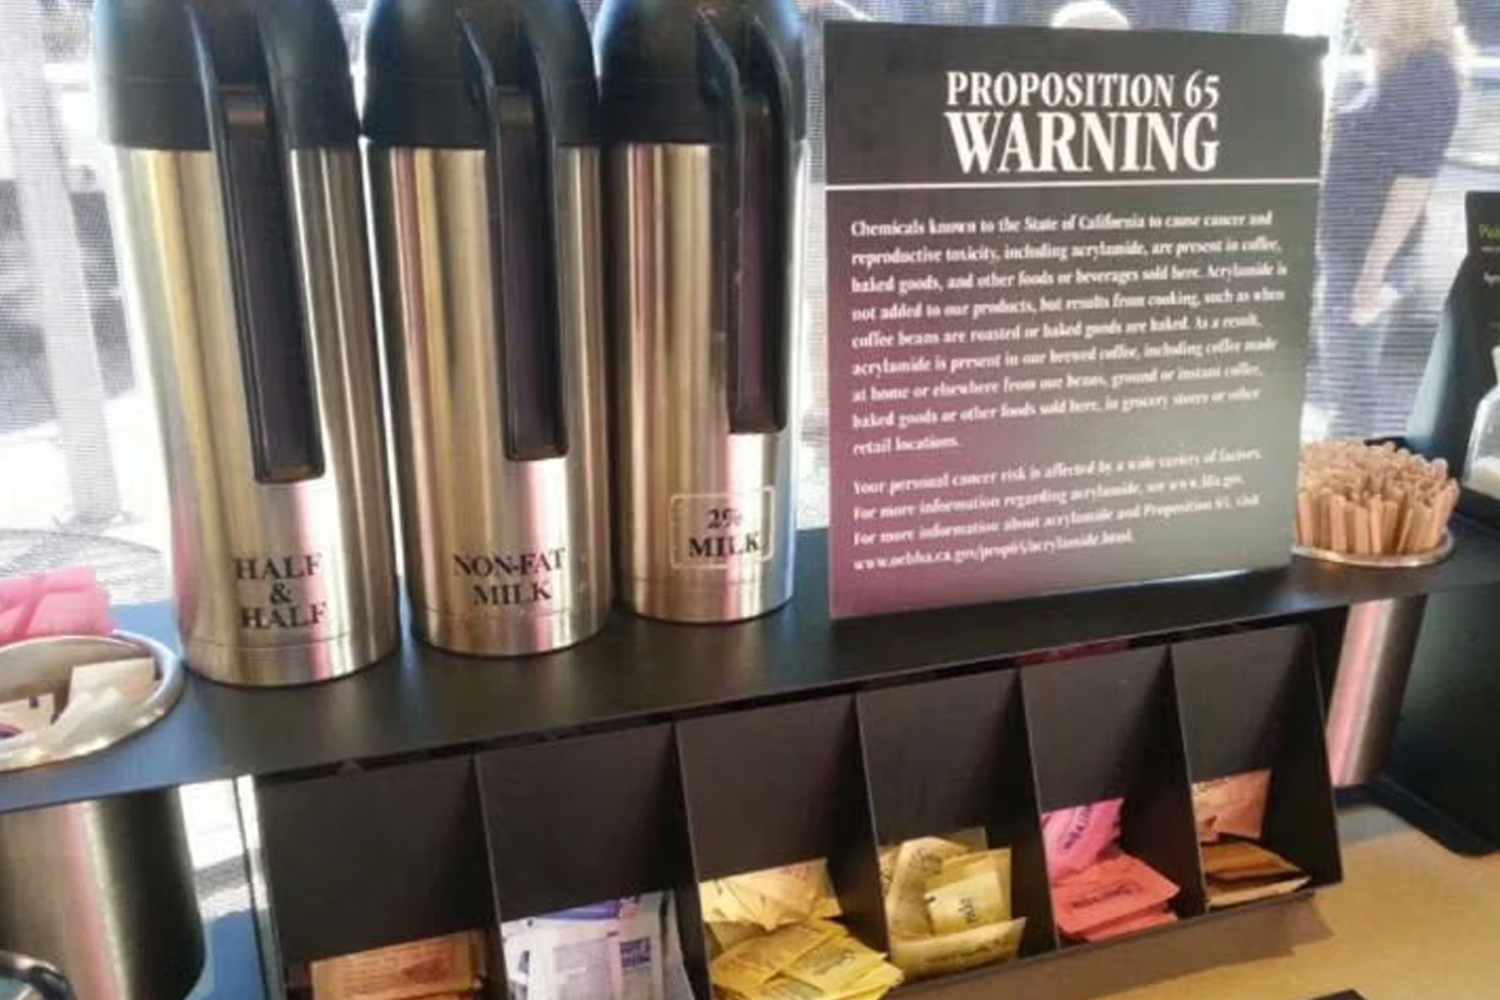 PROPOSITION 65
WARNING
Chemicals known to the State of California to cause cancer and
reproductive toxicity, including acrylamide, are present in coffee,
baked goods, and other foods or beverages sold here. Acrylamide is
not added to our products, but results from cooking, such as when
coffee beans are roasted or baked goods are baked. As a result,
acrylamide is present in our brewed coffee, including coffee made
at home or elsewhere from our beans, ground or instant coffee,
baked goods or other foods sold here, in grocery stores or other
retail locations.
Your personal cancer risk is affected by a wide variety of factors.
For more information regarding acrylamide, see www.fda.gov.
For more information about acrylamide and Proposition 65, visit
www.oehha.ca.gov/prop65/acrylamide.html.
HALF
&
HALF
NON-FAT
MILK
2%
MILK